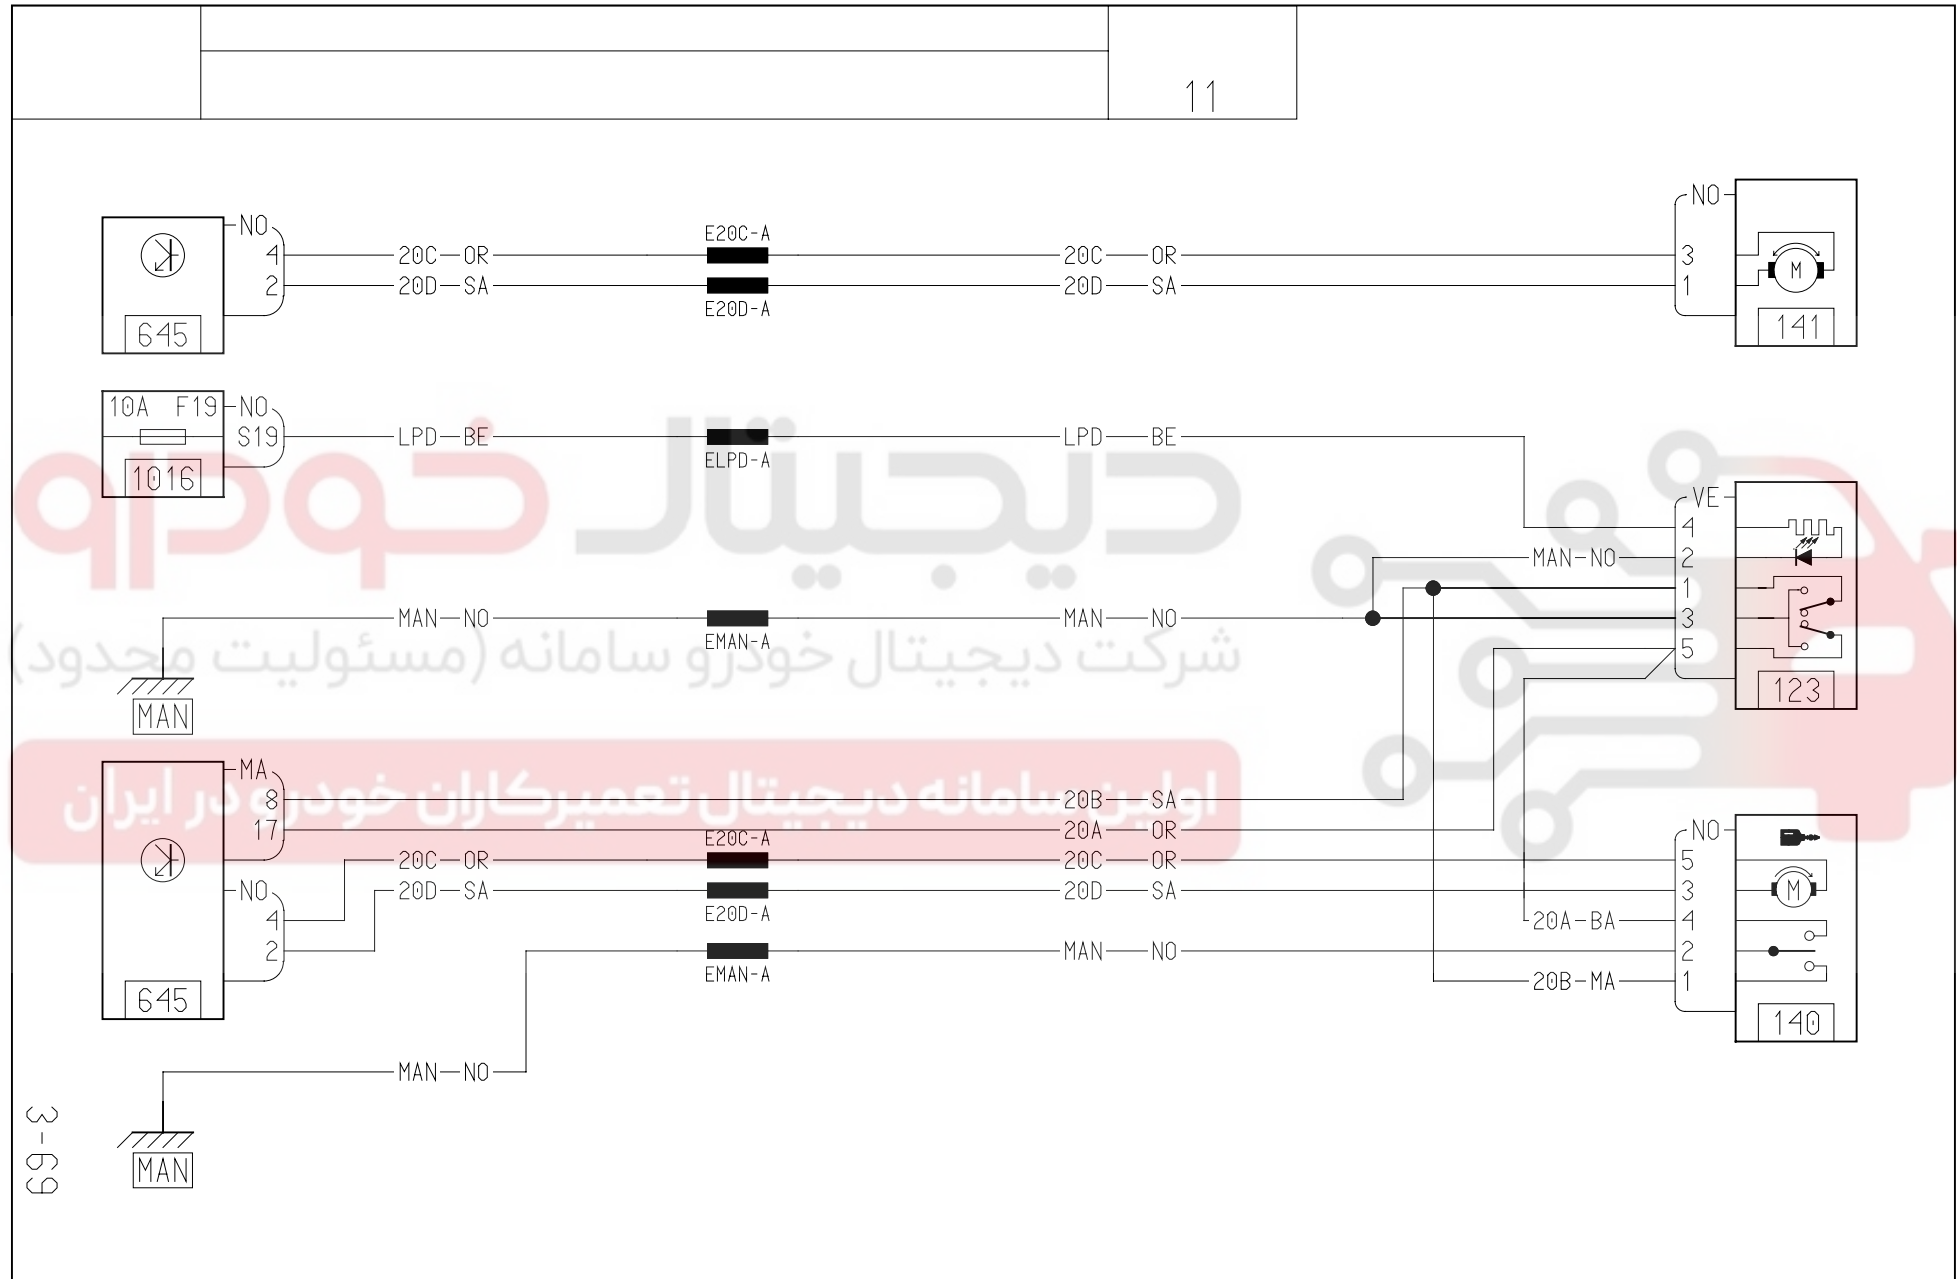 11
NO
NO
E20C-A
4 20C OR 20C OR 3
2 20D SA 20D SA 1
M
E20D-A
645
141
10A F19 NO
S19 LPD BE LPD BE
ELPD-A
1016
دیجیتال خودرو
VE
4
MAN-NO 2
1
MAN NO MAN NO 3
EMAN-A
5
شرکت دیجیتال خودرو سامانه (مسئولیت محدود)
123
MAN
MA
8 20B SA
اولین سامانه دیجیتال تعمیرکاران خودرو در ایران
17 20A OR
NO
E20C-A
20C OR 20C OR 5
NO
20D SA 20D SA 3
M
E20D-A
4
20A-BA 4
2
MAN NO 2
EMAN-A
20B-MA 1
645
140
MAN NO
MAN
3-69